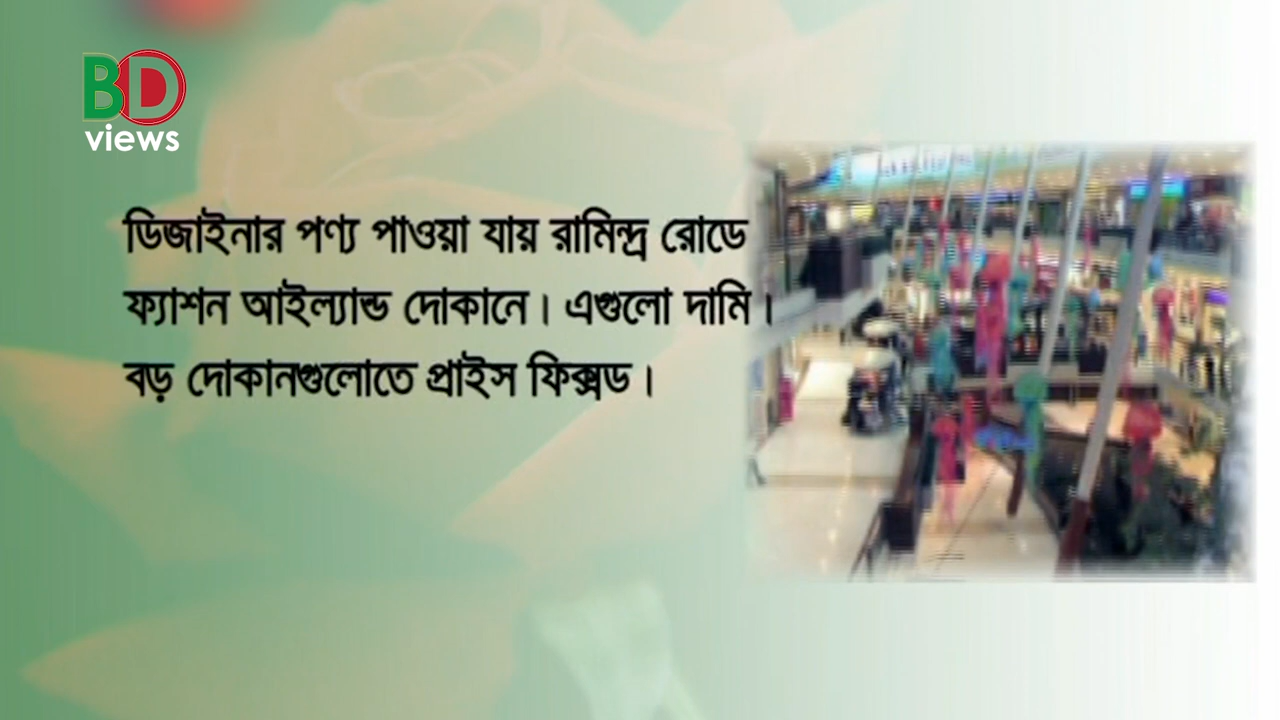 BD
views
ডিজাইনার পণ্য পাওয়া যায় রামিন্দ্র রোডে
ফ্যাশন আইল্যান্ড দোকানে। এগুলো দামি।
বড় দোকানগুলোতে প্রাইস ফিক্সড।